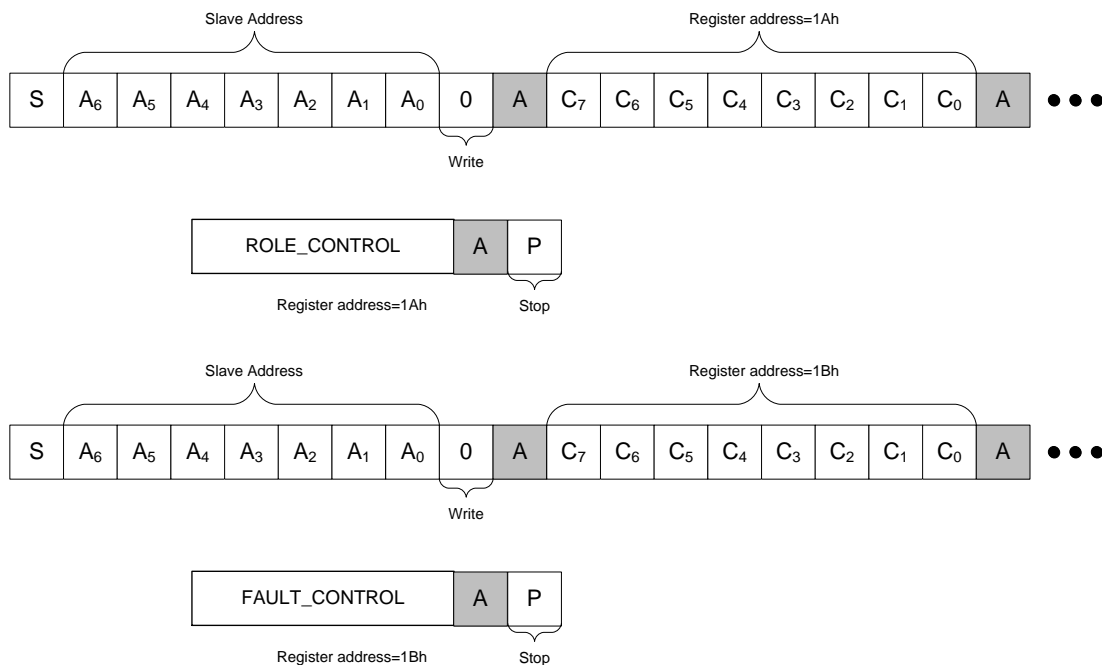 Slave Address Register address=1Ah
S A₆ A₅ A₄ A₃ A₂ A₁ A₀ 0 A C₇ C₆ C₅ C₄ C₃ C₂ C₁ C₀ A •••
Write
ROLE_CONTROL A P
Register address=1Ah Stop
Slave Address Register address=1Bh
S A₆ A₅ A₄ A₃ A₂ A₁ A₀ 0 A C₇ C₆ C₅ C₄ C₃ C₂ C₁ C₀ A •••
Write
FAULT_CONTROL A P
Register address=1Bh Stop